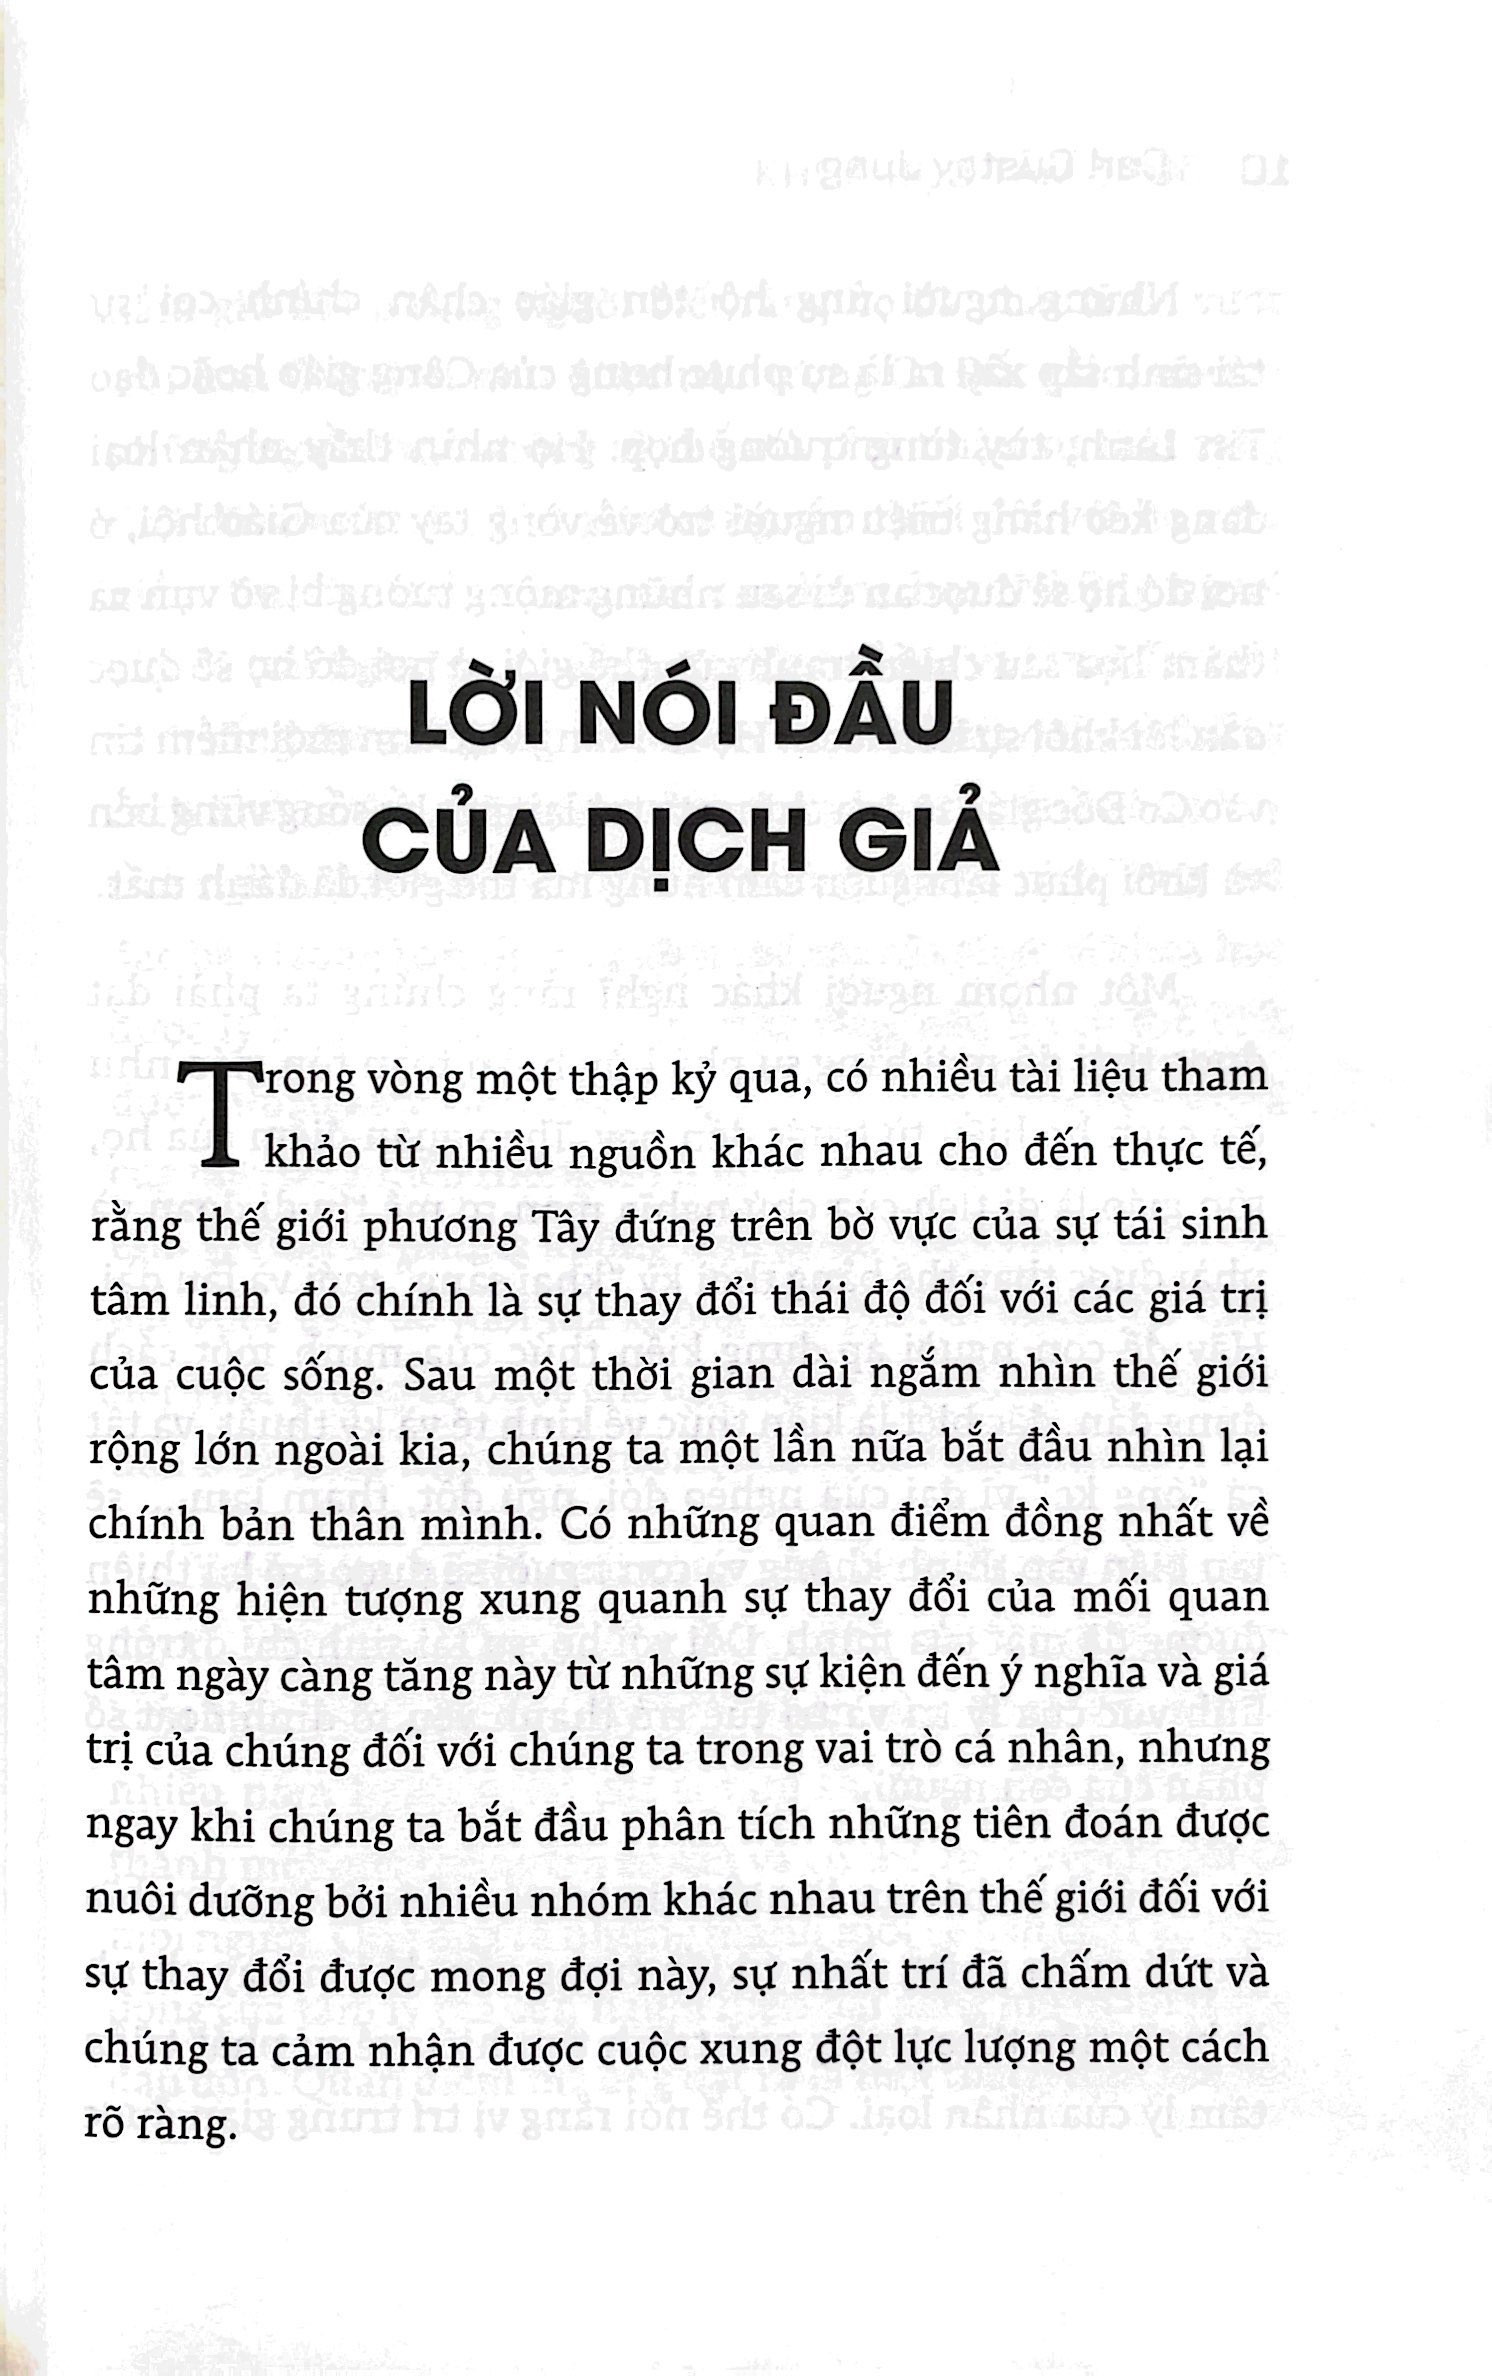 LỜI NÓI ĐẦU
CỦA DỊCH GIẢ
Trong vòng một thập kỷ qua, có nhiều tài liệu tham
khảo từ nhiều nguồn khác nhau cho đến thực tế,
rằng thế giới phương Tây đứng trên bờ vực của sự tái sinh
tâm linh, đó chính là sự thay đổi thái độ đối với các giá trị
của cuộc sống. Sau một thời gian dài ngắm nhìn thế giới
rộng lớn ngoài kia, chúng ta một lần nữa bắt đầu nhìn lại
chính bản thân mình. Có những quan điểm đồng nhất về
những hiện tượng xung quanh sự thay đổi của mối quan
tâm ngày càng tăng này từ những sự kiện đến ý nghĩa và giá
trị của chúng đối với chúng ta trong vai trò cá nhân, nhưng
ngay khi chúng ta bắt đầu phân tích những tiên đoán được
nuôi dưỡng bởi nhiều nhóm khác nhau trên thế giới đối với
sự thay đổi được mong đợi này, sự nhất trí đã chấm dứt và
chúng ta cảm nhận được cuộc xung đột lực lượng một cách
rõ ràng.